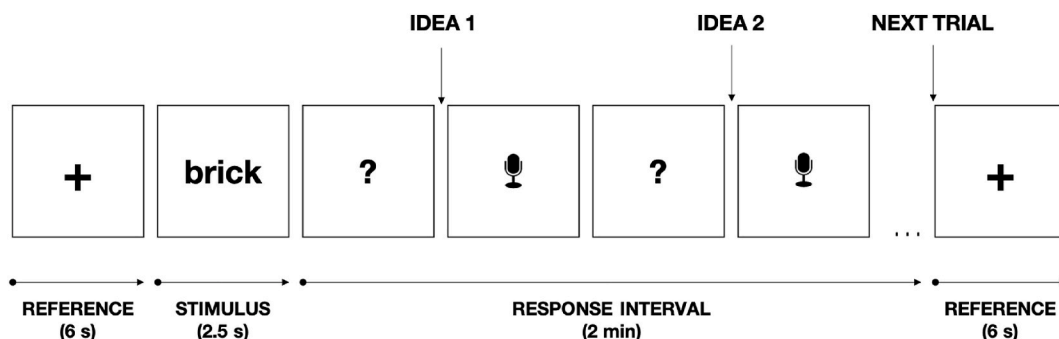 IDEA 1
IDEA 2
NEXT TRIAL
+
brick
?
?
...
+
REFERENCE
(6 s)
STIMULUS
(2.5 s)
RESPONSE INTERVAL
(2 min)
REFERENCE
(6 s)